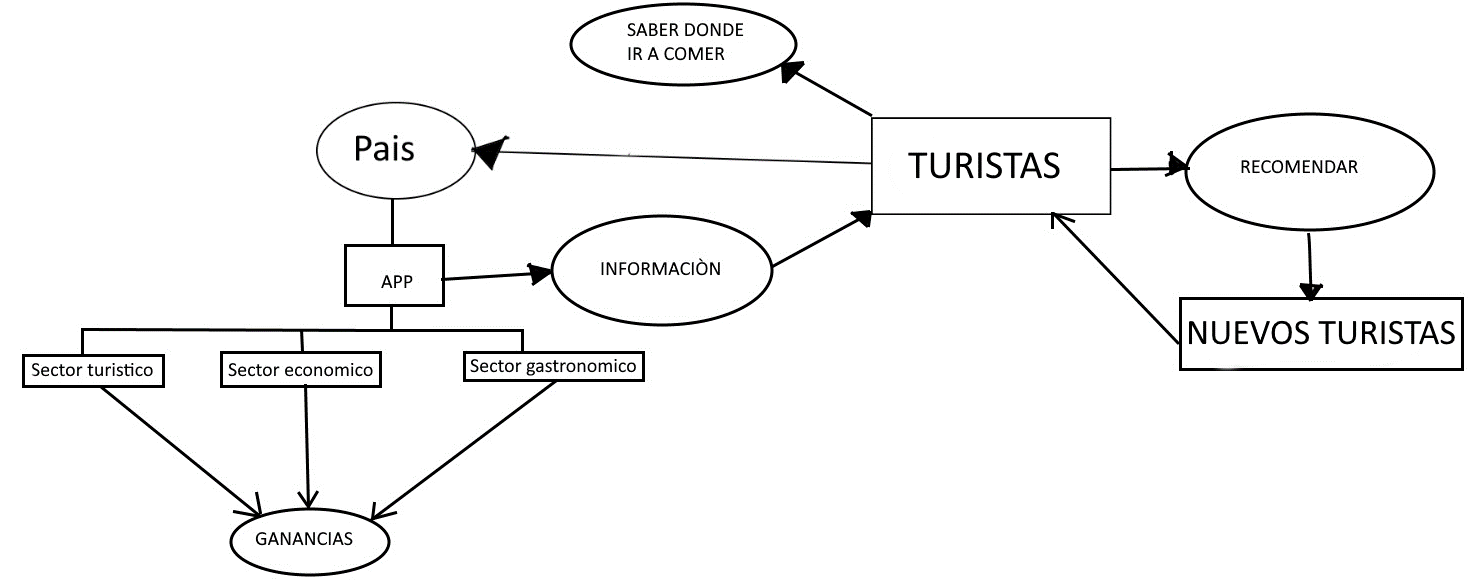 SABER DONDE
IR A COMER
Pais
TURISTAS
RECOMENDAR
INFORMACIÒN
APP
NUEVOS TURISTAS
Sector turistico
Sector economico
Sector gastronomico
GANANCIAS